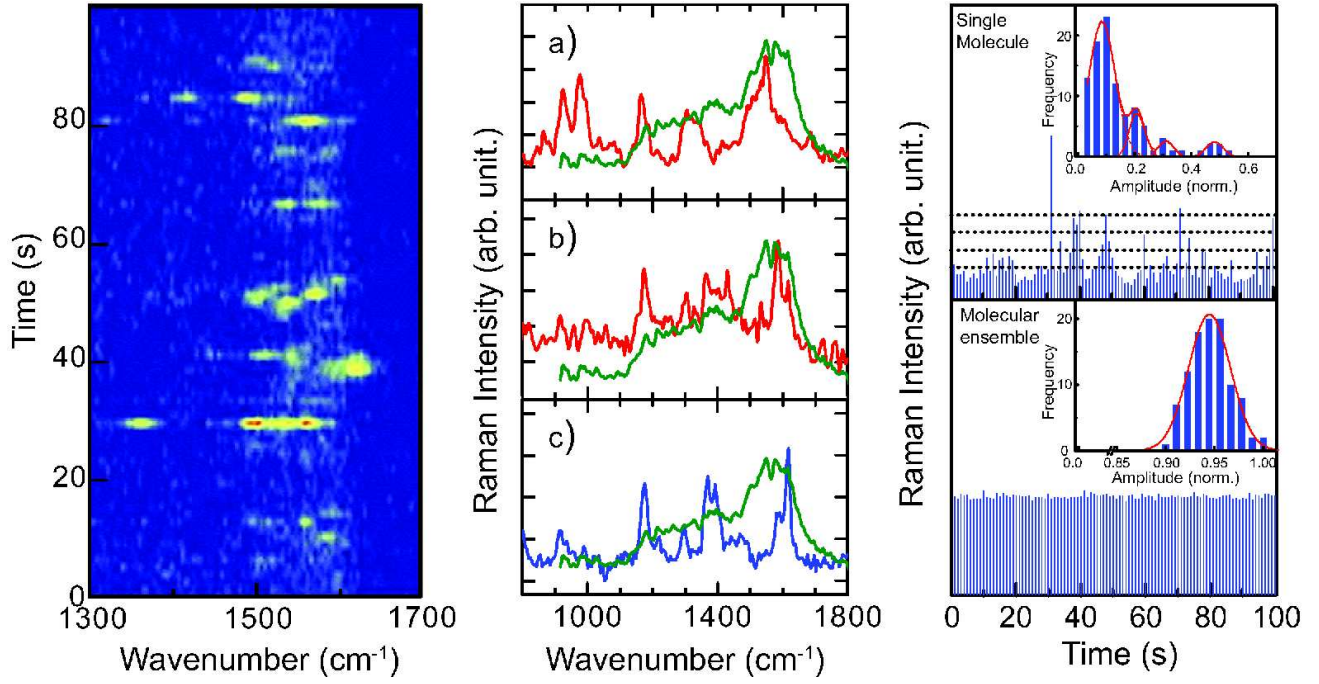 80
60
40
20
0
1300
1500
1700
Time (s)
Wavenumber (cm-1)
a)
b)
c)
Raman Intensity (arb. unit.)
1000
1400
1800
Wavenumber (cm-1)
Single
Molecule
20
10
0
Frequency
0.0
0.2
0.4
0.6
Amplitude (norm.)
Molecular
ensemble
20
10
0
Frequency
0.0
0.85
0.90
0.95
1.00
Amplitude (norm.)
Raman Intensity (arb. unit.)
0
20
40
60
80
100
Time (s)